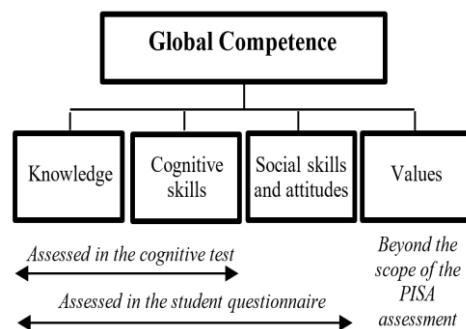 Global Competence
Knowledge
Cognitive
skills
Social skills
and attitudes
Values
Assessed in the cognitive test
Assessed in the student questionnaire
Beyond the
scope of the
PISA
assessment